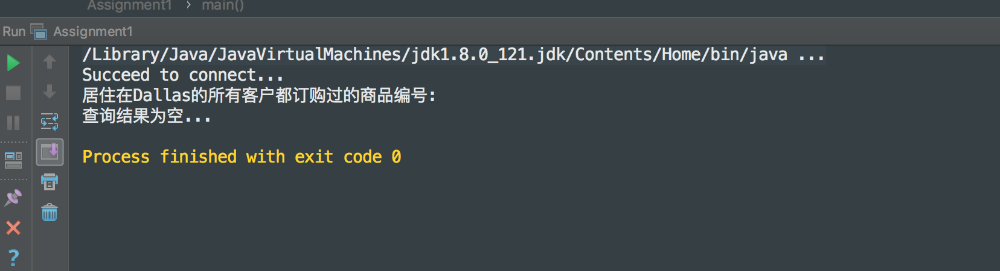 Assignment1 › main()
Run Assignment1
/Library/Java/JavaVirtualMachines/jdk1.8.0_121.jdk/Contents/Home/bin/java ...
Succeed to connect...
居住在Dallas的所有客户都订购过的商品编号:
查询结果为空...
Process finished with exit code 0